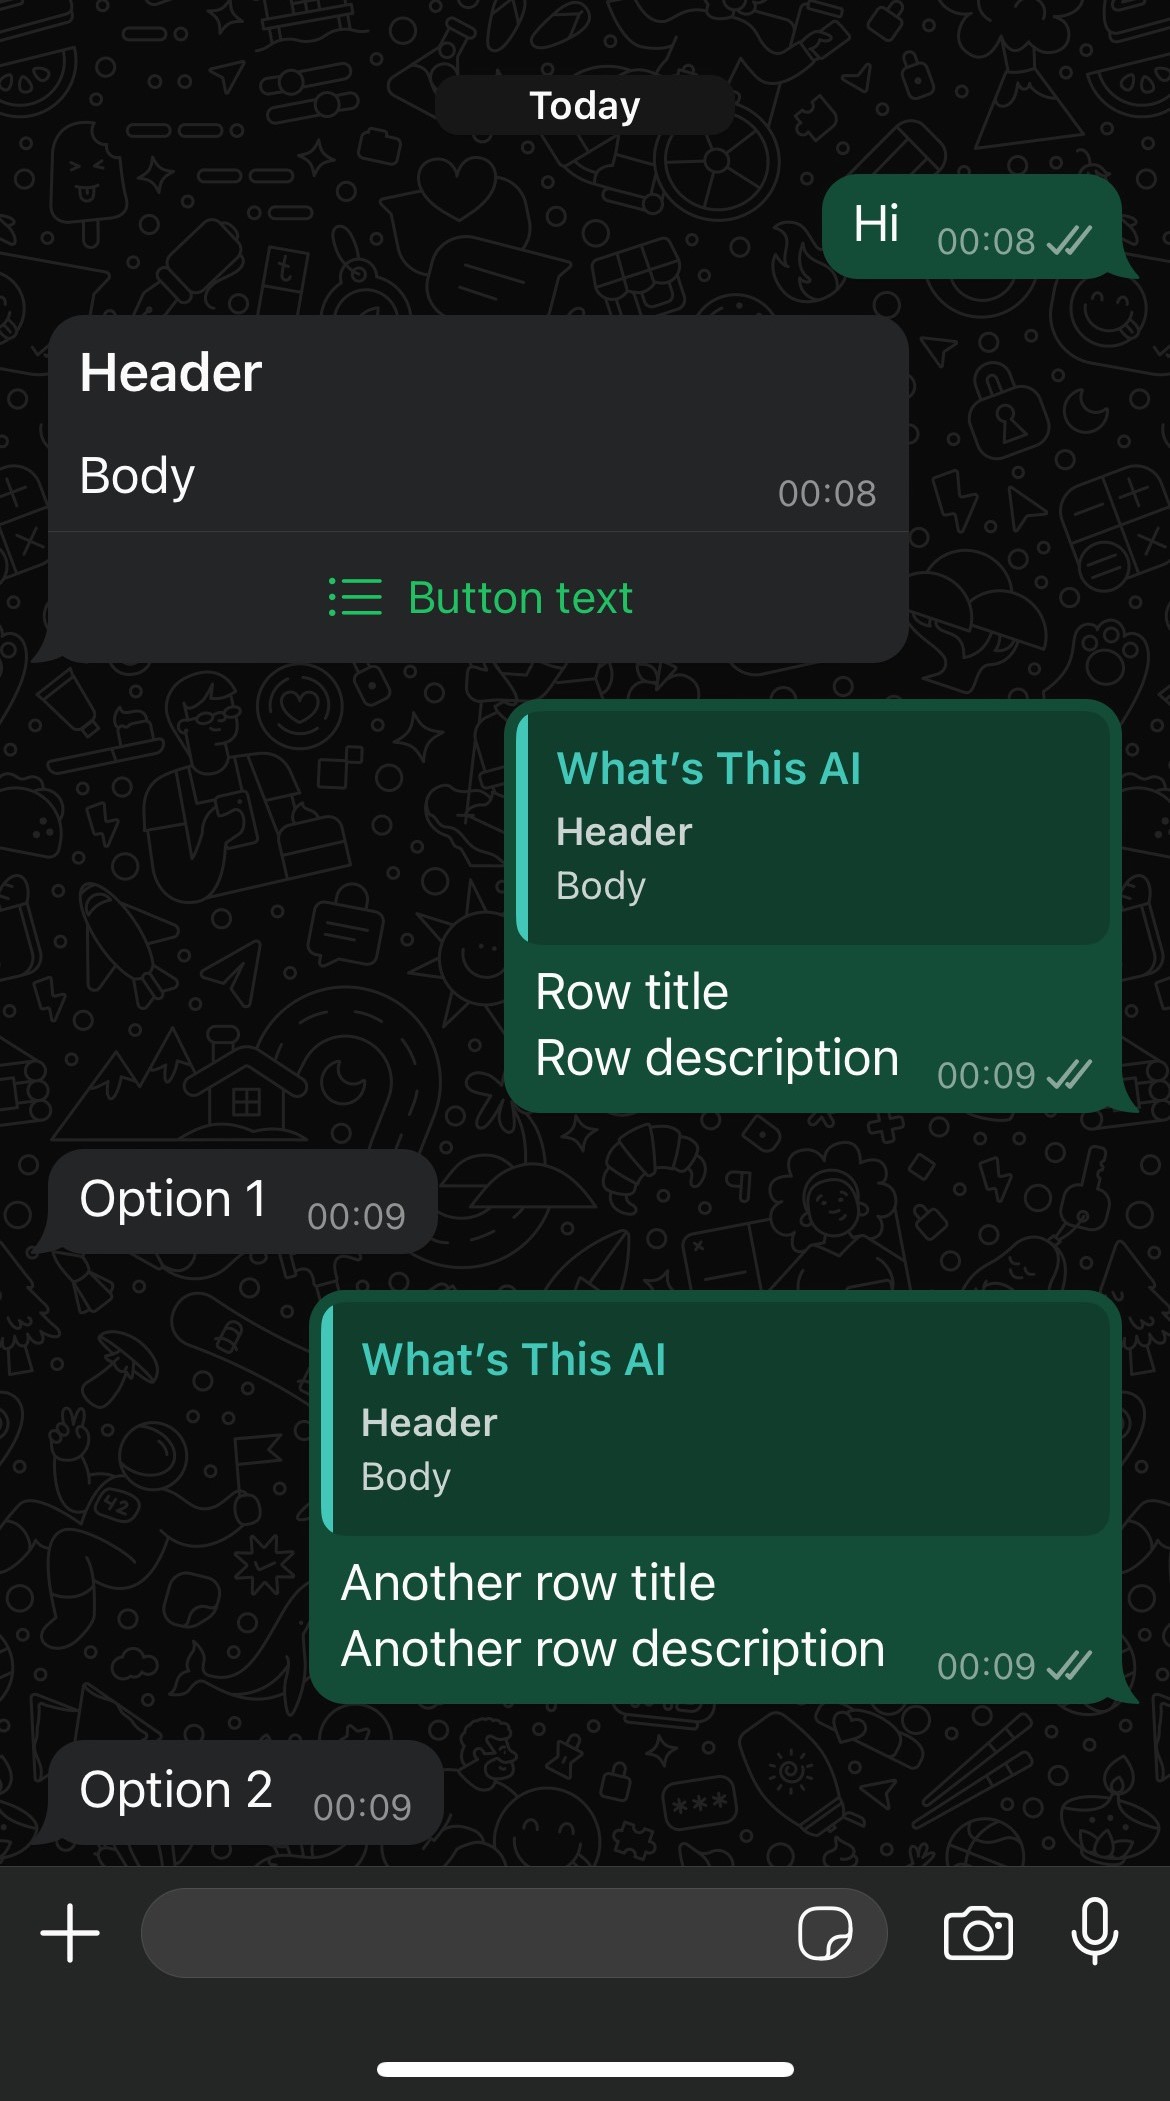 Today
Hi
00:08
Header
Body
00:08
Button text
What's This AI
Header
Body
Row title
Row description
00:09
Option 1
00:09
What's This AI
Header
Body
Another row title
Another row description
00:09
Option 2
00:09